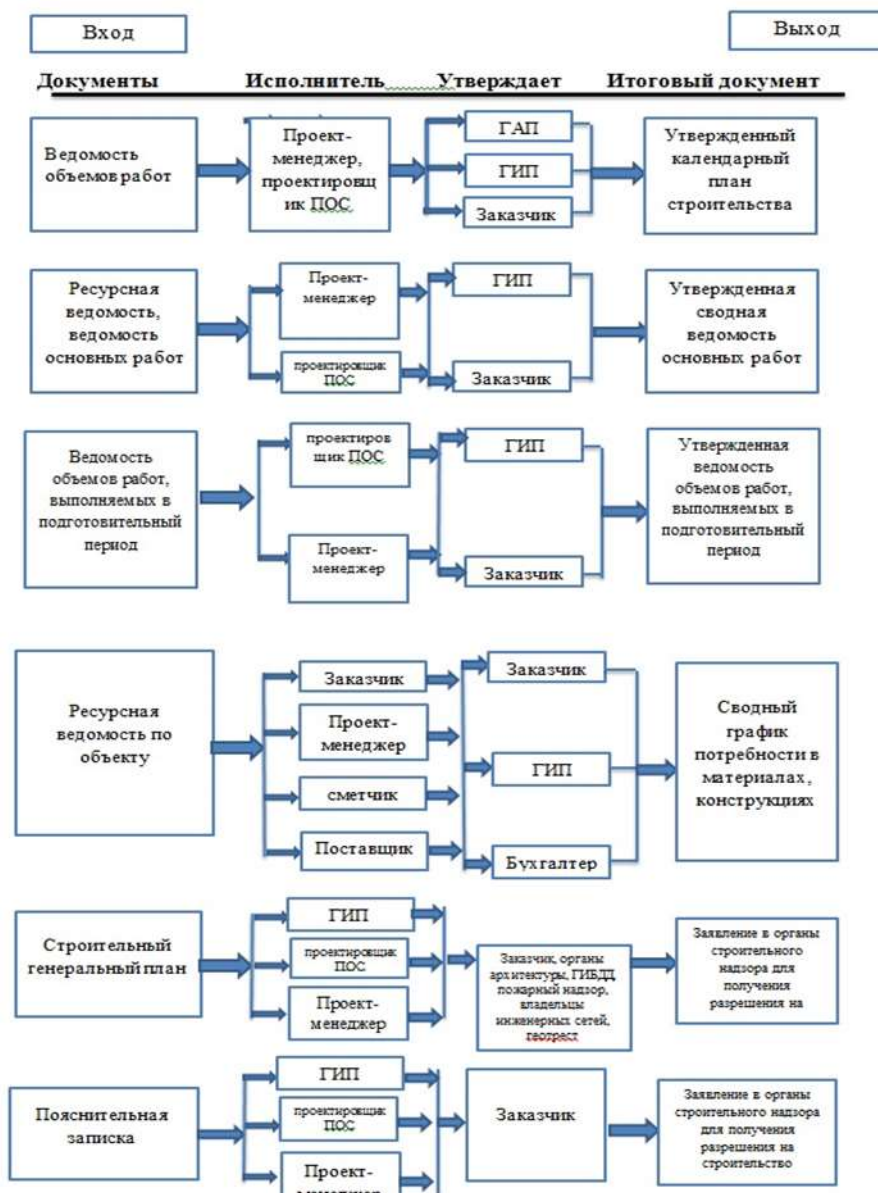 Вход
Выход
Документы Исполнитель Утверждает Итоговый документ
Ведомость
объемов работ
Проект-
менеджер,
проектировщ
ик ПОС
ГАП
ГИП
Заказчик
Утвержденный
календарный
план
строительства
Ресурсная
ведомость,
ведомость
основных работ
Проект-
менеджер
проектировщик
ПОС
ГИП
Заказчик
Утвержденная
сводная
ведомость
основных работ
Ведомость
объемов работ,
выполняемых в
подготовительный
период
проектиров
щик ПОС
Проект-
менеджер
ГИП
Заказчик
Утвержденная
ведомость
объемов работ,
выполняемых в
подготовительный
период
Ресурсная
ведомость по
объекту
Заказчик
Проект-
менеджер
сметчик
Поставщик
Заказчик
ГИП
Бухгалтер
Сводный
график
потребности в
материалах,
конструкциях
Строительный
генеральный план
ГИП
проектировщик
ПОС
Проект-
менеджер
Заказчик, органы
архитектуры, ГИБДД,
пожарный надзор,
владельцы
инженерных сетей,
геотрест
Заявление в органы
строительного
надзора для
получения
разрешения на
Пояснительная
записка
ГИП
проектировщик
ПОС
Проект-
менеджер
Заказчик
Заявление в органы
строительного надзора
для получения
разрешения на
строительство